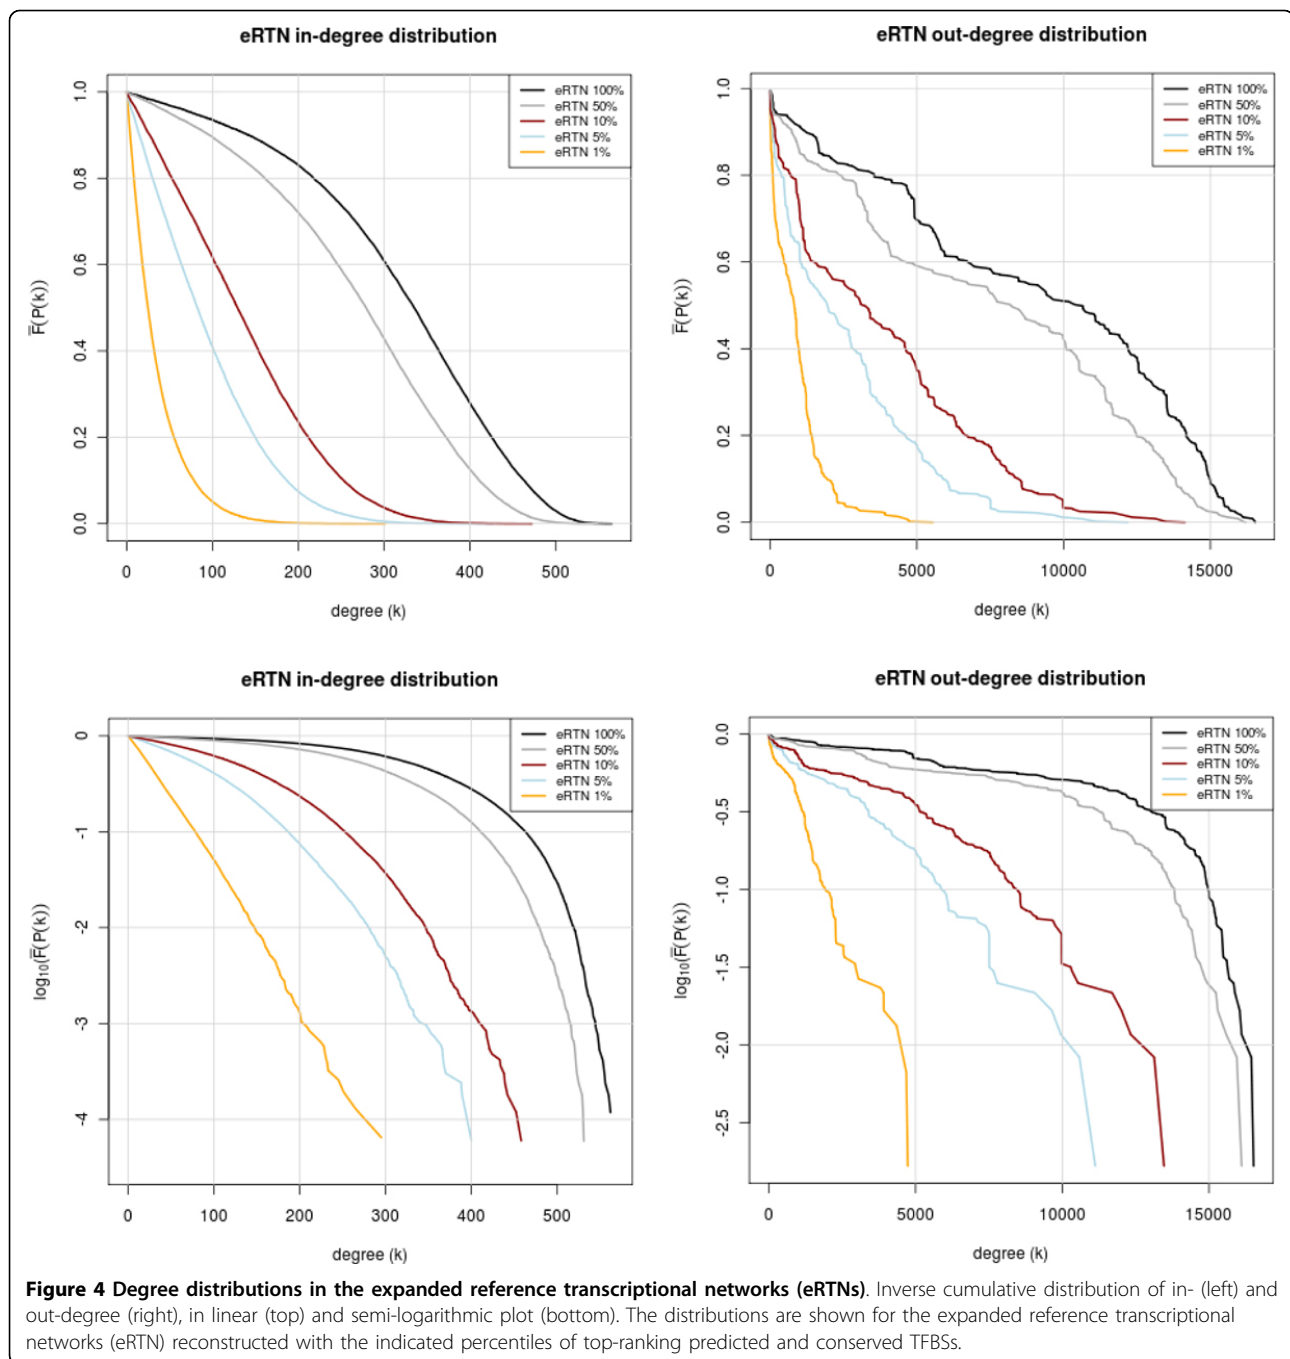 eRTN in-degree distribution
1.0
0.8
0.6
0.4
0.2
0.0
F̅(P(k))
0 100 200 300 400 500
degree (k)
eRTN 100%
eRTN 50%
eRTN 10%
eRTN 5%
eRTN 1%
eRTN out-degree distribution
1.0
0.8
0.6
0.4
0.2
0.0
F̅(P(k))
0 5000 10000 15000
degree (k)
eRTN 100%
eRTN 50%
eRTN 10%
eRTN 5%
eRTN 1%
eRTN in-degree distribution
0
-1
-2
-3
-4
log₁₀(F̅(P(k))
0 100 200 300 400 500
degree (k)
eRTN 100%
eRTN 50%
eRTN 10%
eRTN 5%
eRTN 1%
eRTN out-degree distribution
0.0
-0.5
-1.0
-1.5
-2.0
-2.5
log₁₀(F̅(P(k))
0 5000 10000 15000
degree (k)
eRTN 100%
eRTN 50%
eRTN 10%
eRTN 5%
eRTN 1%
Figure 4 Degree distributions in the expanded reference transcriptional networks (eRTNs). Inverse cumulative distribution of in- (left) and
out-degree (right), in linear (top) and semi-logarithmic plot (bottom). The distributions are shown for the expanded reference transcriptional
networks (eRTN) reconstructed with the indicated percentiles of top-ranking predicted and conserved TFBSs.